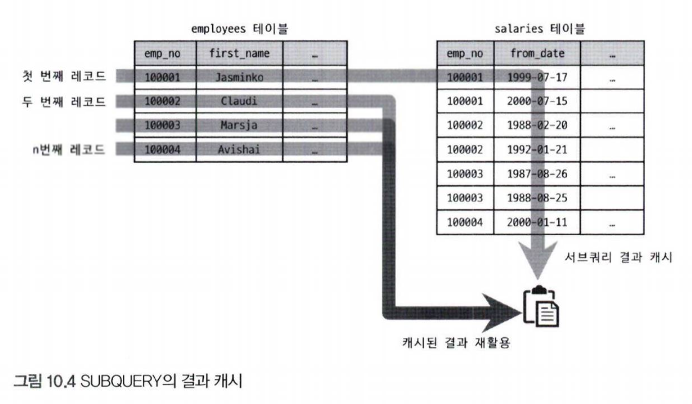 employees 테이블
emp_no first_name …
첫 번째 레코드 100001 Jasminko …
두 번째 레코드 100002 Claudi …
100003 Marsja …
n번째 레코드 100004 Avishai …
salaries 테이블
emp_no from_date …
100001 1999-07-17 …
100001 2000-07-15
100002 1988-02-20 …
100002 1992-01-21
100003 1987-08-26 …
100003 1988-08-25
100004 2000-01-11 …
서브쿼리 결과 캐시
캐시된 결과 재활용
그림 10.4 SUBQUERY의 결과 캐시